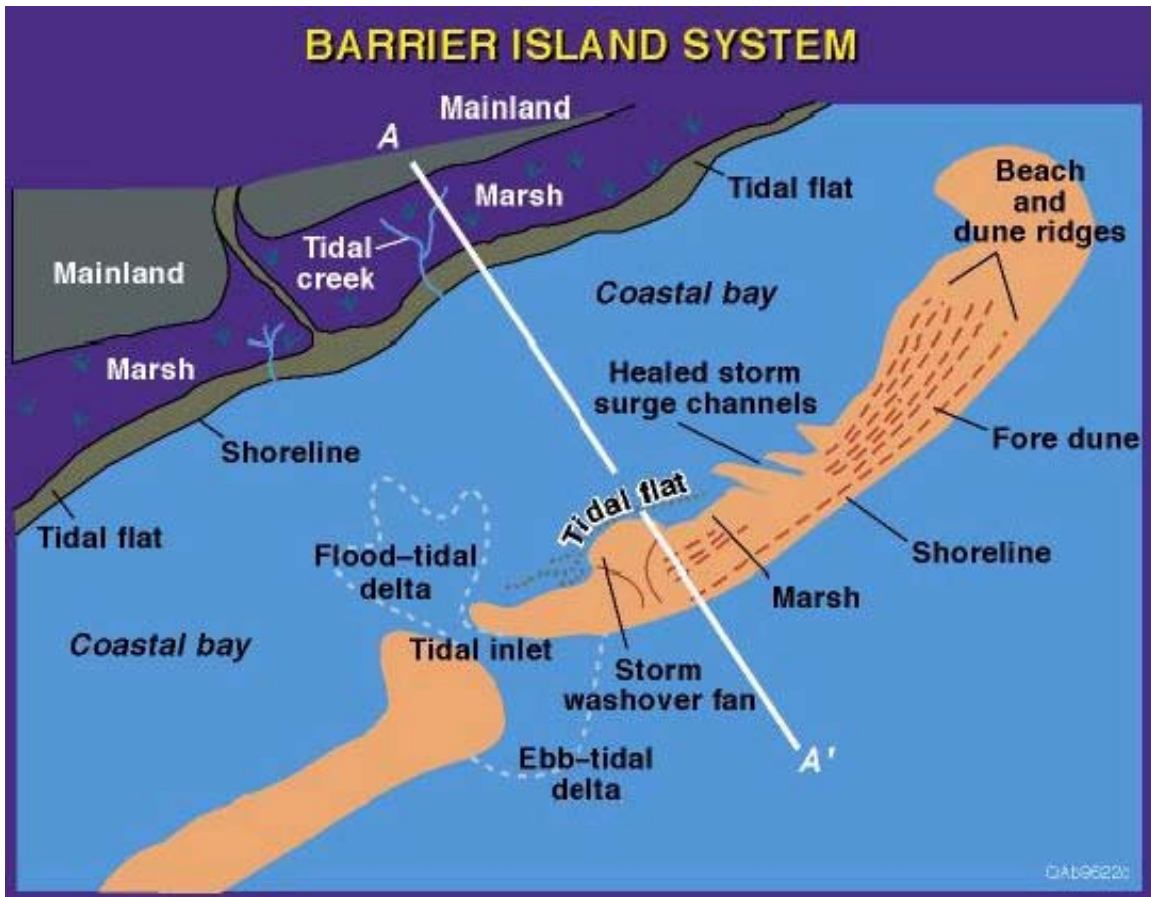 BARRIER ISLAND SYSTEM
Mainland
A
Marsh
Tidal flat
Beach
and
dune ridges
Tidal
creek
Mainland
Coastal bay
Marsh
Healed storm
surge channels
Fore dune
Shoreline
Tidal flat
Tidal flat
Shoreline
Flood–tidal
delta
Marsh
Coastal bay
Tidal inlet
Storm
washover fan
Ebb–tidal
delta
A'
QAb9622c